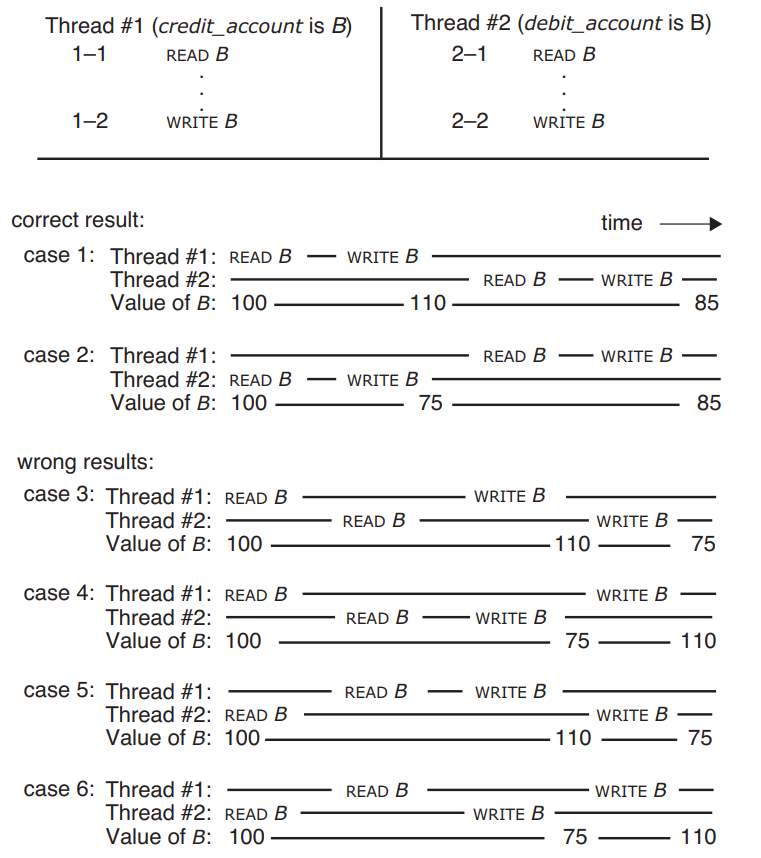 Thread #1 (credit_account is B)
1–1 READ B
.
.
.
1–2 WRITE B
Thread #2 (debit_account is B)
2–1 READ B
.
.
.
2–2 WRITE B
correct result:
time
case 1: Thread #1: READ B WRITE B
Thread #2: READ B WRITE B
Value of B: 100 110 85
case 2: Thread #1: READ B WRITE B
Thread #2: READ B WRITE B
Value of B: 100 75 85
wrong results:
case 3: Thread #1: READ B WRITE B
Thread #2: READ B WRITE B
Value of B: 100 110 75
case 4: Thread #1: READ B WRITE B
Thread #2: READ B WRITE B
Value of B: 100 75 110
case 5: Thread #1: READ B WRITE B
Thread #2: READ B WRITE B
Value of B: 100 110 75
case 6: Thread #1: READ B WRITE B
Thread #2: READ B WRITE B
Value of B: 100 75 110